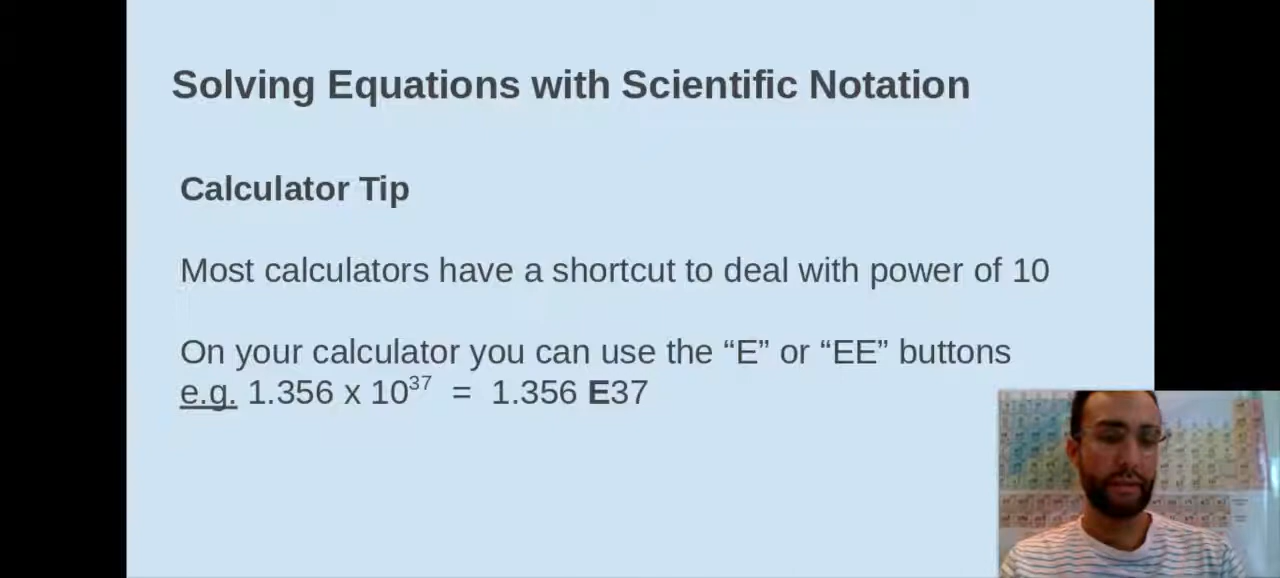 Solving Equations with Scientific Notation
Calculator Tip
Most calculators have a shortcut to deal with power of 10
On your calculator you can use the “E” or “EE” buttons
e.g. 1.356 x 10³⁷ = 1.356 E37